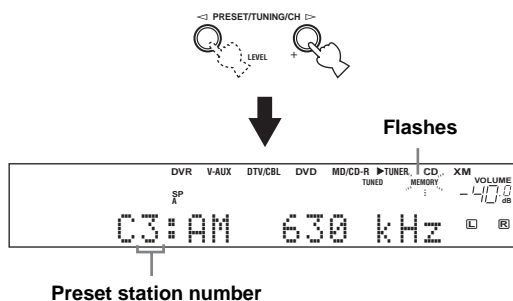 ◁ PRESET/TUNING/CH ▷
LEVEL +
Flashes
DVR V-AUX DTV/CBL DVD MD/CD-R ▶TUNER CD XM
TUNED MEMORY VOLUME
SP
A
-40.0 dB
C3:AM 630 kHz L R
Preset station number